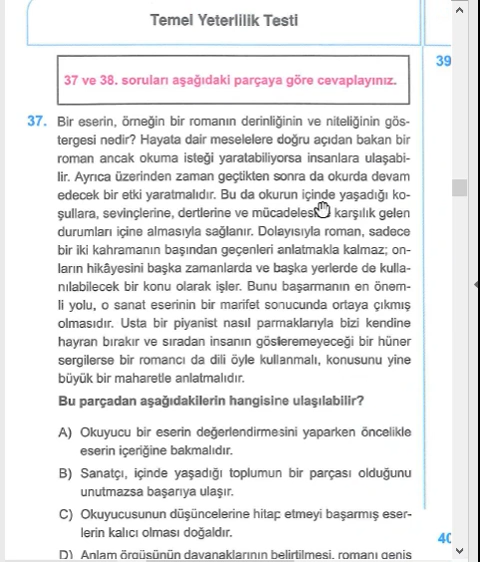 Temel Yeterlilik Testi
37 ve 38. soruları aşağıdaki parçaya göre cevaplayınız.
39
37. Bir eserin, örneğin bir romanın derinliğinin ve niteliğinin gös-
tergesi nedir? Hayata dair meselelere doğru açıdan bakan bir
roman ancak okuma isteği yaratabiliyorsa insanlara ulaşabi-
lir. Ayrıca üzerinden zaman geçtikten sonra da okurda devam
edecek bir etki yaratmalıdır. Bu da okurun içinde yaşadığı ko-
şullara, sevinçlerine, dertlerine ve mücadelesi karşılık gelen
durumları içine almasıyla sağlanır. Dolayısıyla roman, sadece
bir iki kahramanın başından geçenleri anlatmakla kalmaz; on-
ların hikâyesini başka zamanlarda ve başka yerlerde de kulla-
nılabilecek bir konu olarak işler. Bunu başarmanın en önem-
li yolu, o sanat eserinin bir marifet sonucunda ortaya çıkmış
olmasıdır. Usta bir piyanist nasıl parmaklarıyla bizi kendine
hayran bırakır ve sıradan insanın gösteremeyeceği bir hüner
sergilerse bir romancı da dili öyle kullanmalı, konusunu yine
büyük bir maharetle anlatmalıdır.
Bu parçadan aşağıdakilerin hangisine ulaşılabilir?
A) Okuyucu bir eserin değerlendirmesini yaparken öncelikle
eserin içeriğine bakmalıdır.
B) Sanatçı, içinde yaşadığı toplumun bir parçası olduğunu
unutmazsa başarıya ulaşır.
C) Okuyucusunun düşüncelerine hitap etmeyi başarmış eser-
lerin kalıcı olması doğaldır.
40
D) Anlam örgüsünün dayanaklarının belirtilmesi, romanı geniş